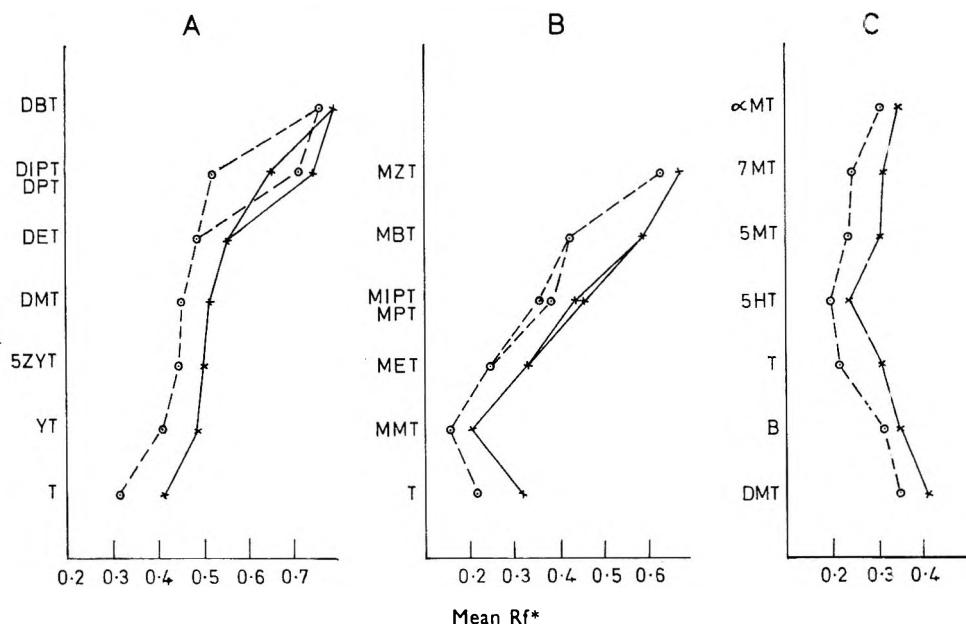 A
B
C
DBT
DIPT
DPT
DET
DMT
5ZYT
YT
T
0·2 0·3 0·4 0·5 0·6 0·7
MZT
MBT
MIPT
MPT
MET
MMT
T
0·2 0·3 0·4 0·5 0·6
∝MT
7MT
5MT
5HT
T
B
DMT
0·2 0·3 0·4
Mean Rf*